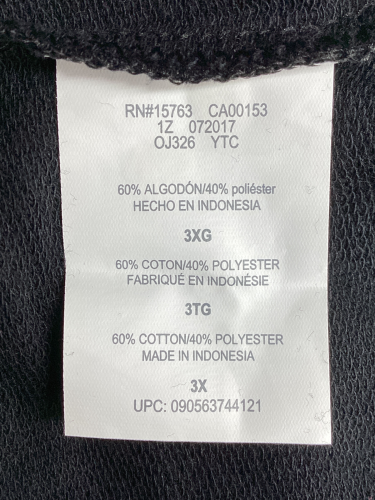 RN#15763 CA00153
1Z 072017
OJ326 YTC
60% ALGODÓN/40% poliéster
HECHO EN INDONESIA
3XG
60% COTON/40% POLYESTER
FABRIQUÉ EN INDONÉSIE
3TG
60% COTTON/40% POLYESTER
MADE IN INDONESIA
3X
UPC: 090563744121